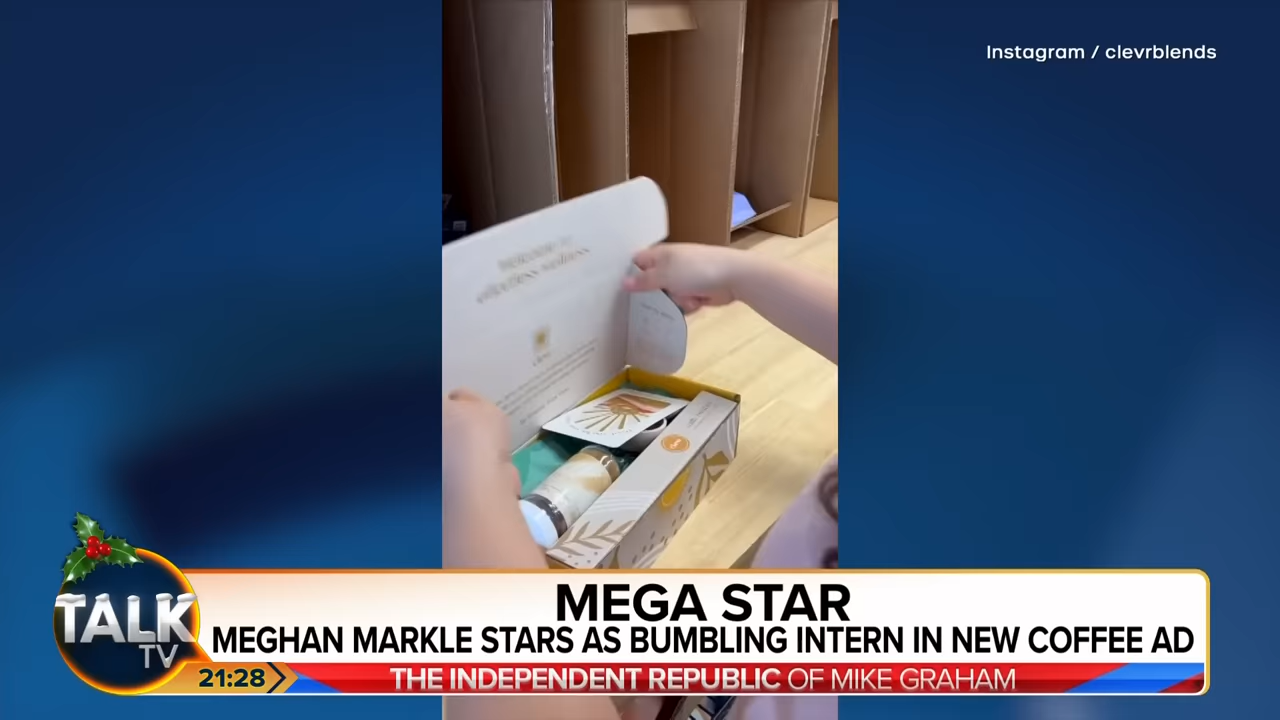 Instagram / clevrblends
MEGA STAR
MEGHAN MARKLE STARS AS BUMBLING INTERN IN NEW COFFEE AD
TALK
TV
21:28
THE INDEPENDENT REPUBLIC OF MIKE GRAHAM